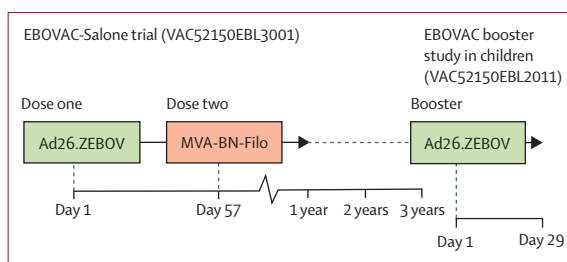 EBOVAC-Salone trial (VAC52150EBL3001)
EBOVAC booster
study in children
(VAC52150EBL2011)
Dose one
Dose two
Booster
Ad26.ZEBOV
MVA-BN-Filo
Ad26.ZEBOV
Day 1
Day 57
1 year
2 years
3 years
Day 1
Day 29